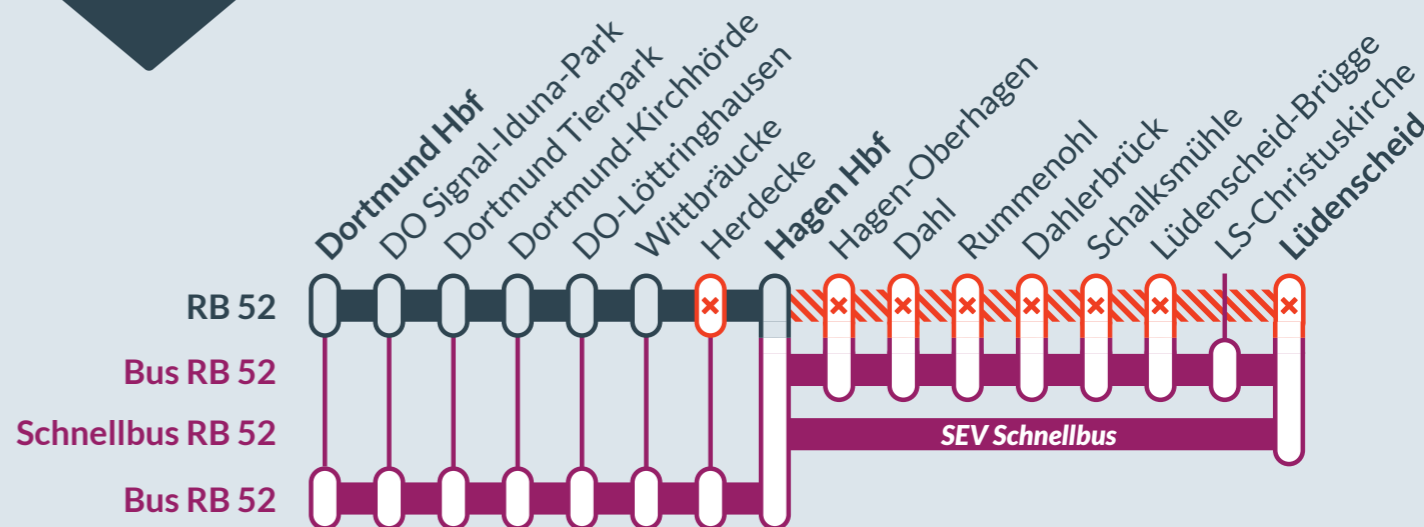 Dortmund Hbf
DO Signal-Iduna-Park
Dortmund Tierpark
Dortmund-Kirchhörde
DO-Löttringhausen
Wittbräucke
Herdecke
Hagen Hbf
Hagen-Oberhagen
Dahl
Rummenohl
Dahlerbrück
Schalksmühle
Lüdenscheid-Brügge
LS-Christuskirche
Lüdenscheid
RB 52
Bus RB 52
Schnellbus RB 52
SEV Schnellbus
Bus RB 52